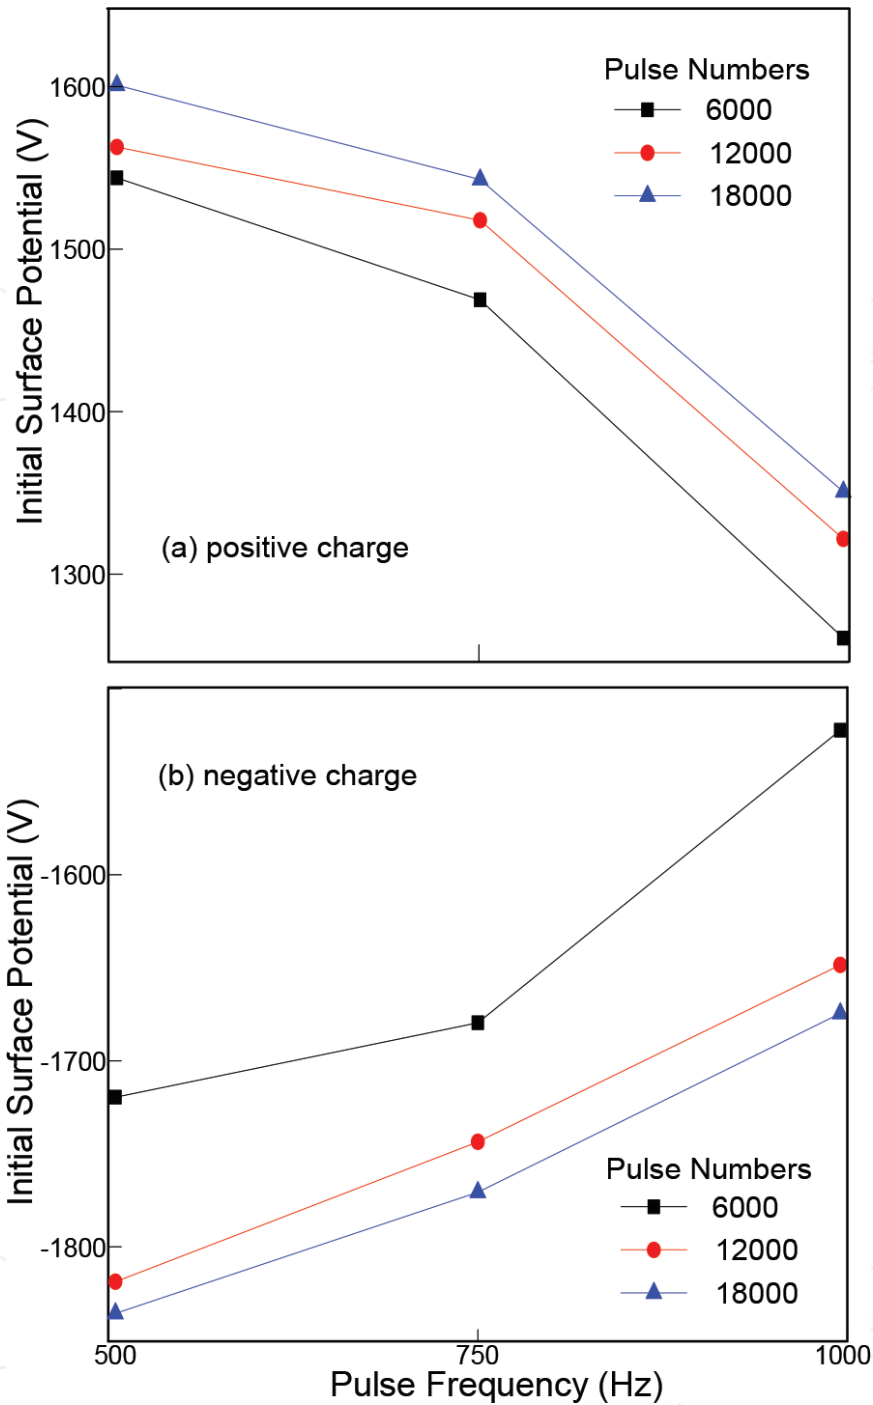 Initial Surface Potential (V)
1600
1500
1400
1300
Pulse Numbers
6000
12000
18000
(a) positive charge
Initial Surface Potential (V)
-1600
-1700
-1800
(b) negative charge
Pulse Numbers
6000
12000
18000
500 750 1000
Pulse Frequency (Hz)